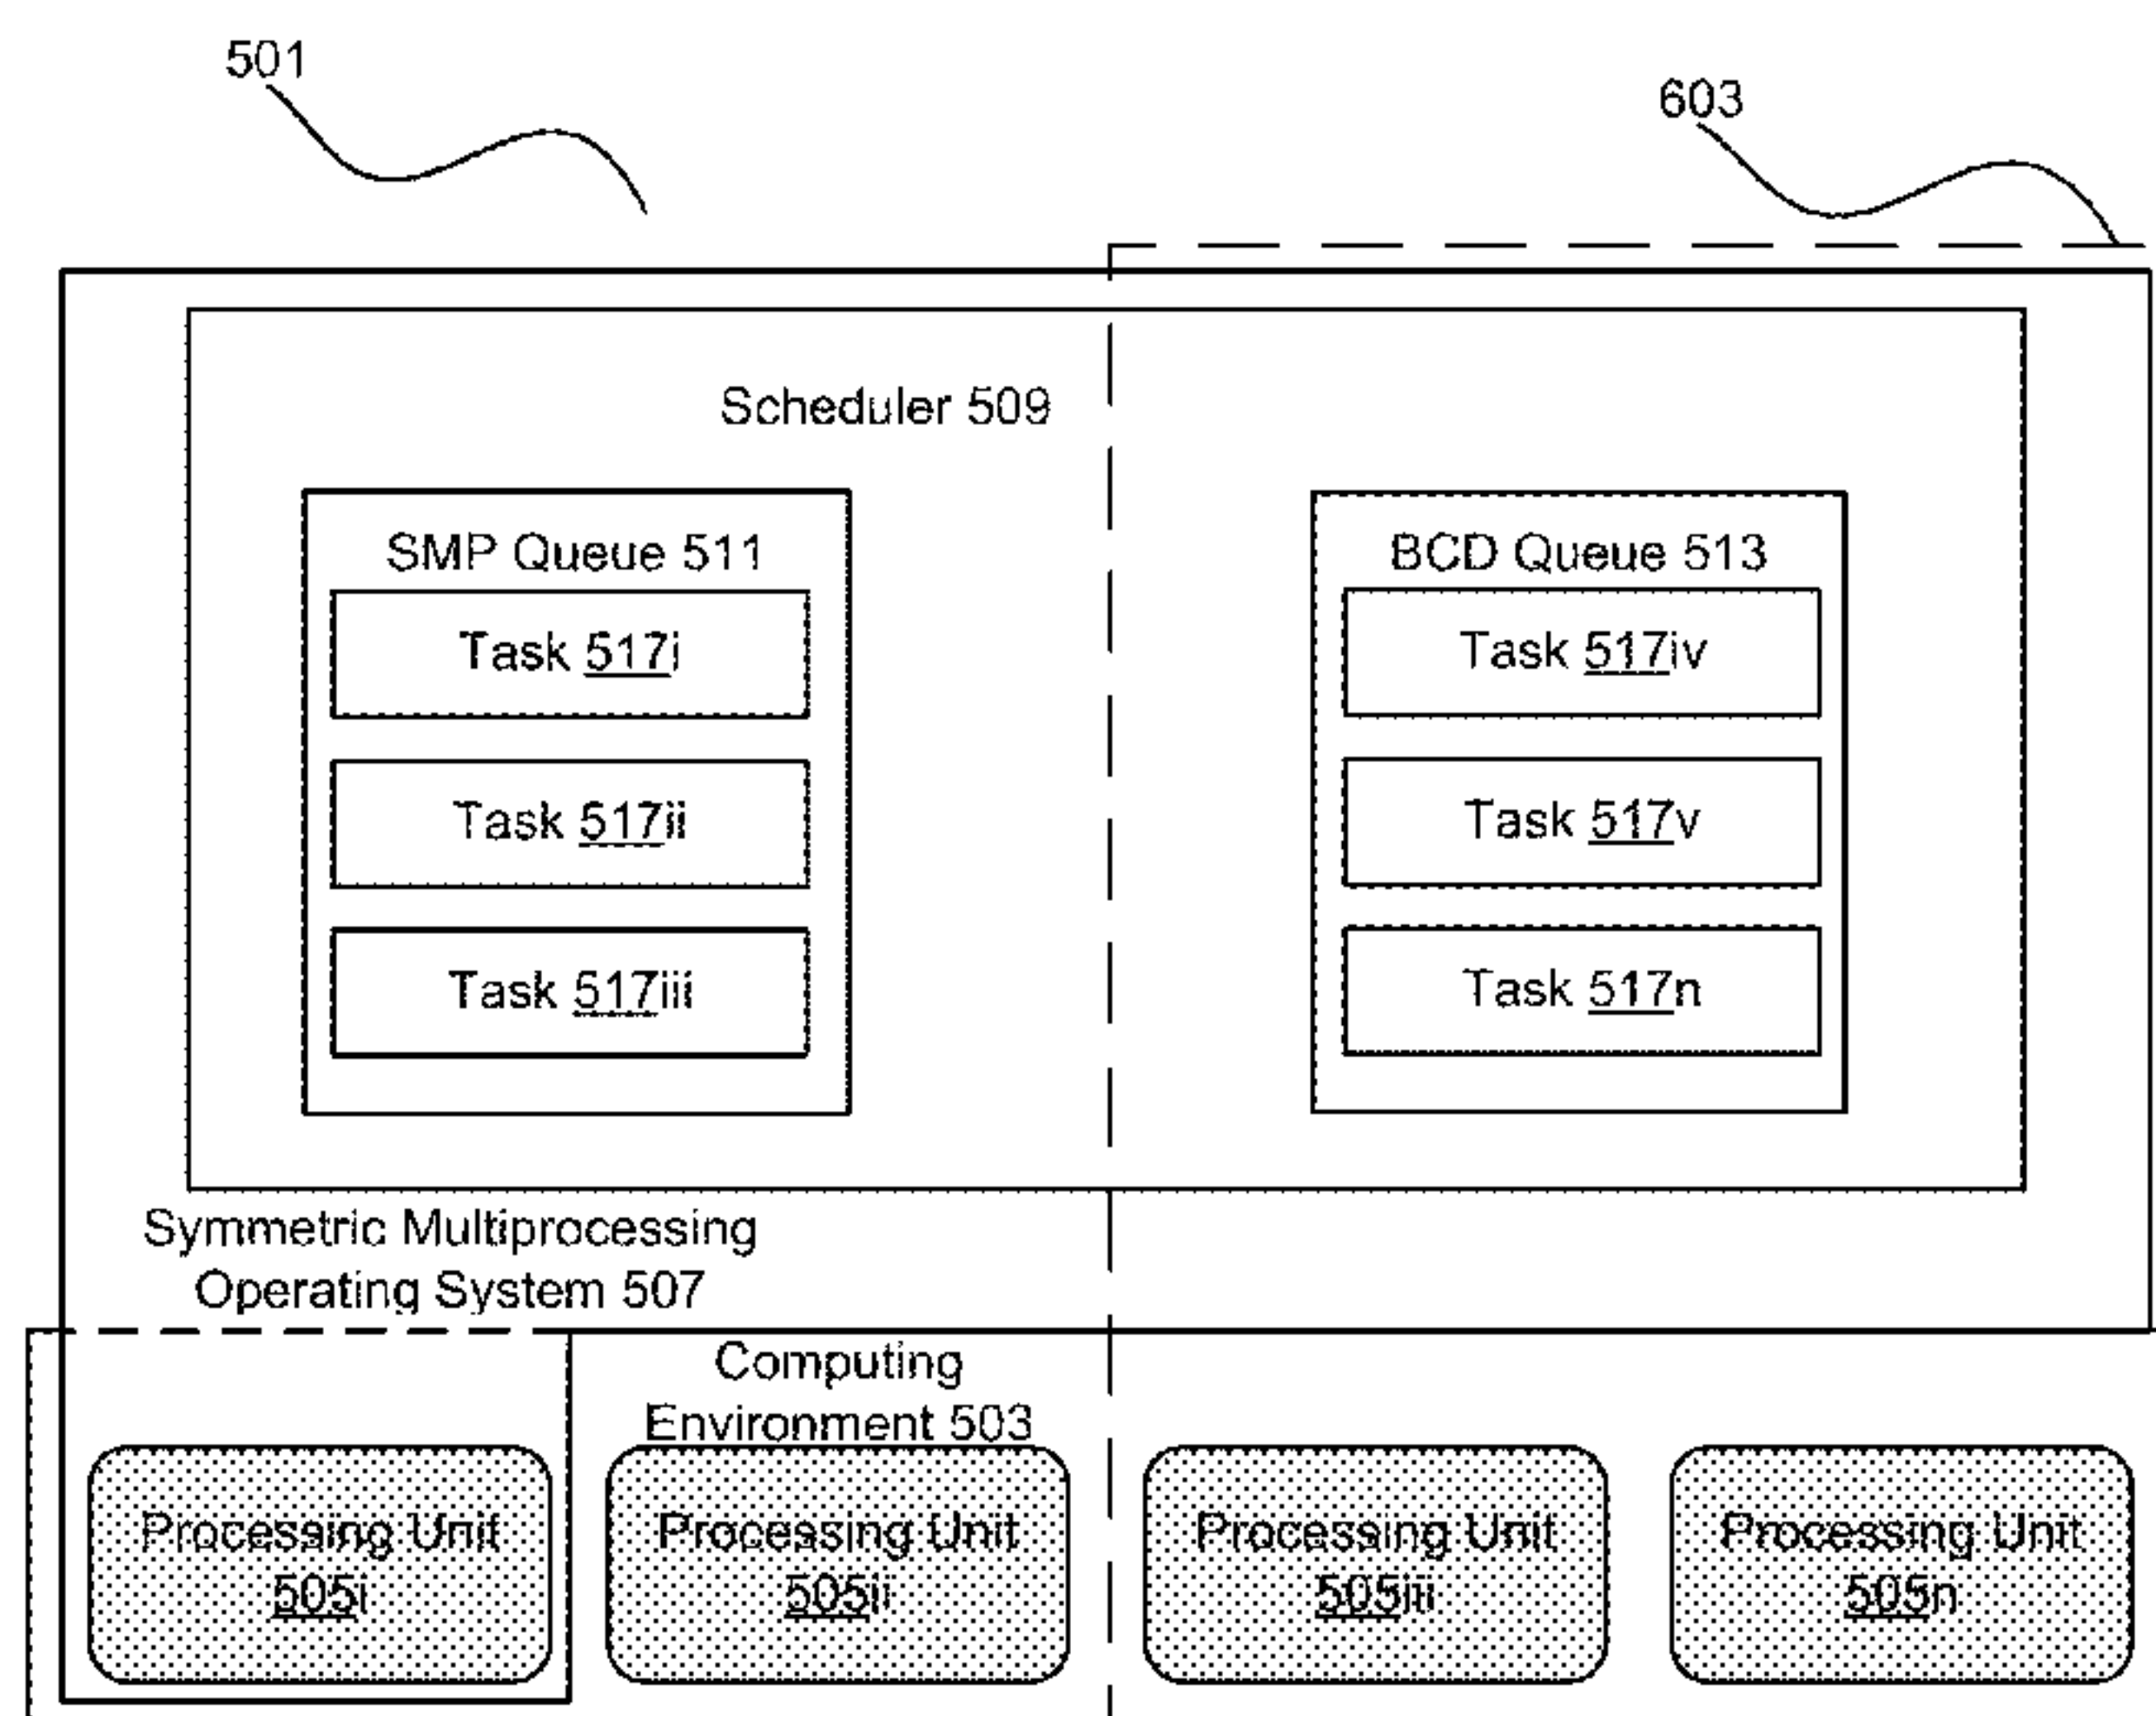 501
603
Scheduler 509
SMP Queue 511
Task 517i
Task 517ii
Task 517iii
BCD Queue 513
Task 517iv
Task 517v
Task 517n
Symmetric Multiprocessing
Operating System 507
Computing
Environment 503
Processing Unit
505i
Processing Unit
505ii
Processing Unit
505iii
Processing Unit
505n